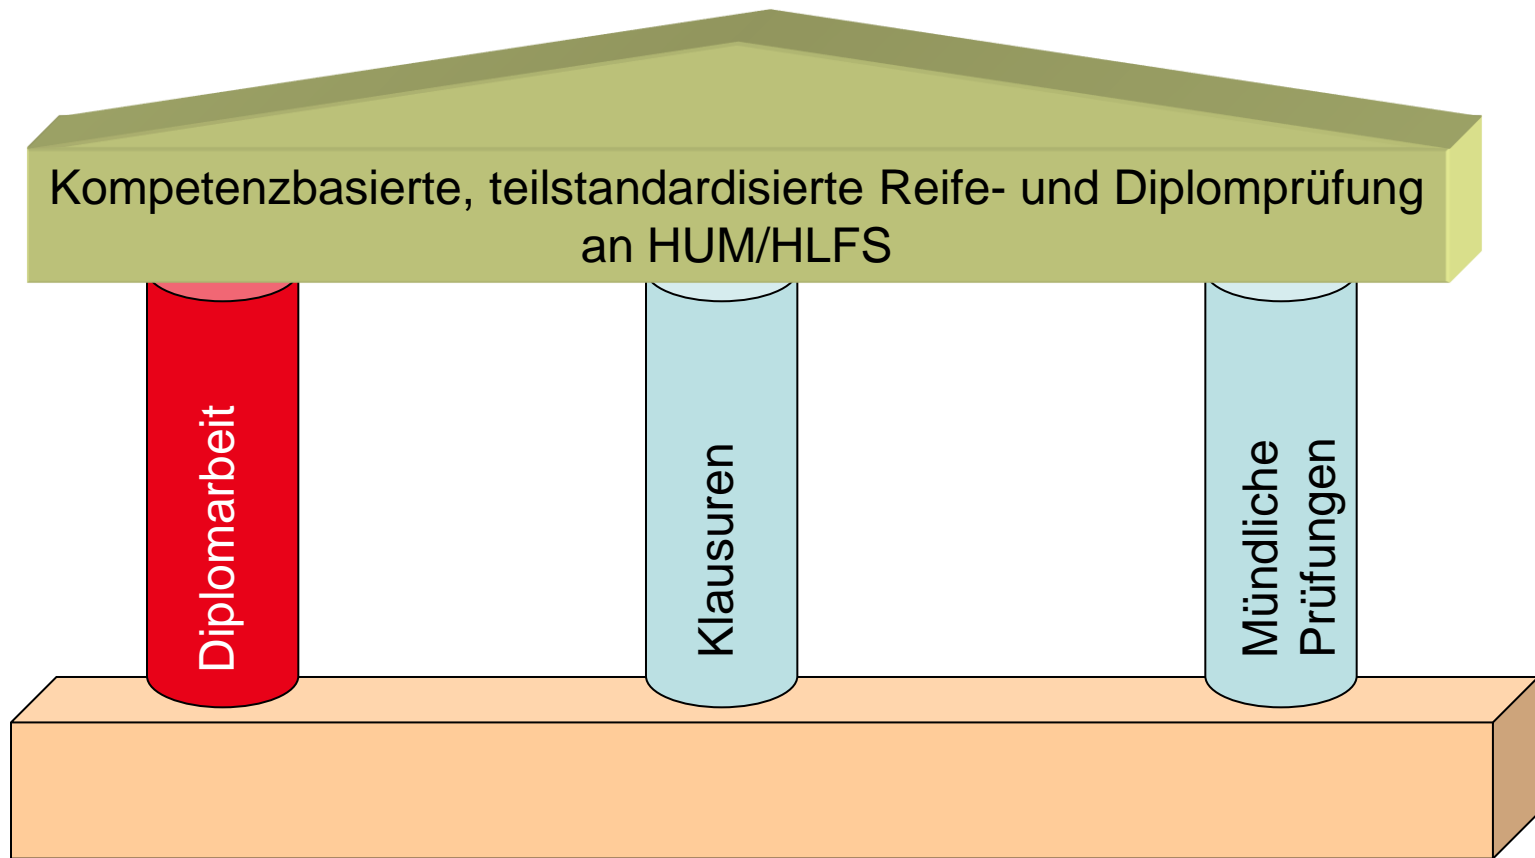 Kompetenzbasierte, teilstandardisierte Reife- und Diplomprüfung
an HUM/HLFS
Diplomarbeit
Klausuren
Mündliche
Prüfungen